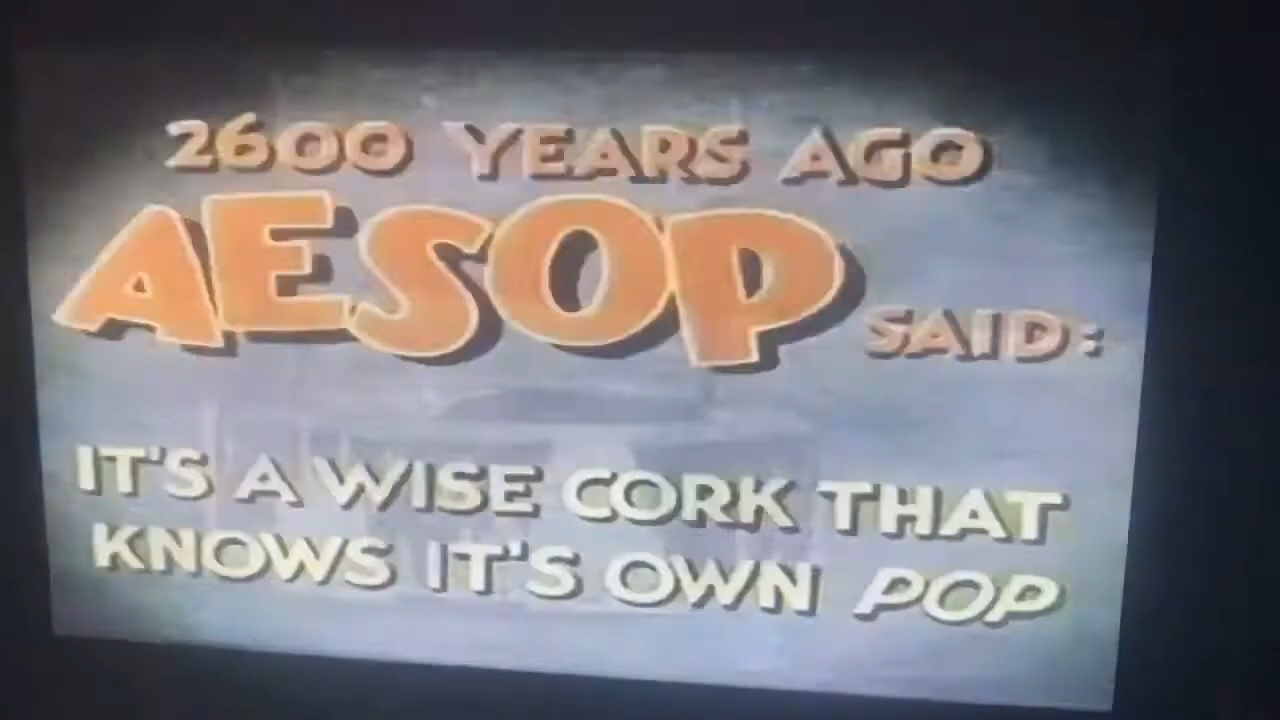 2600 YEARS AGO
AESOP SAID:
IT'S A WISE CORK THAT
KNOWS IT'S OWN POP